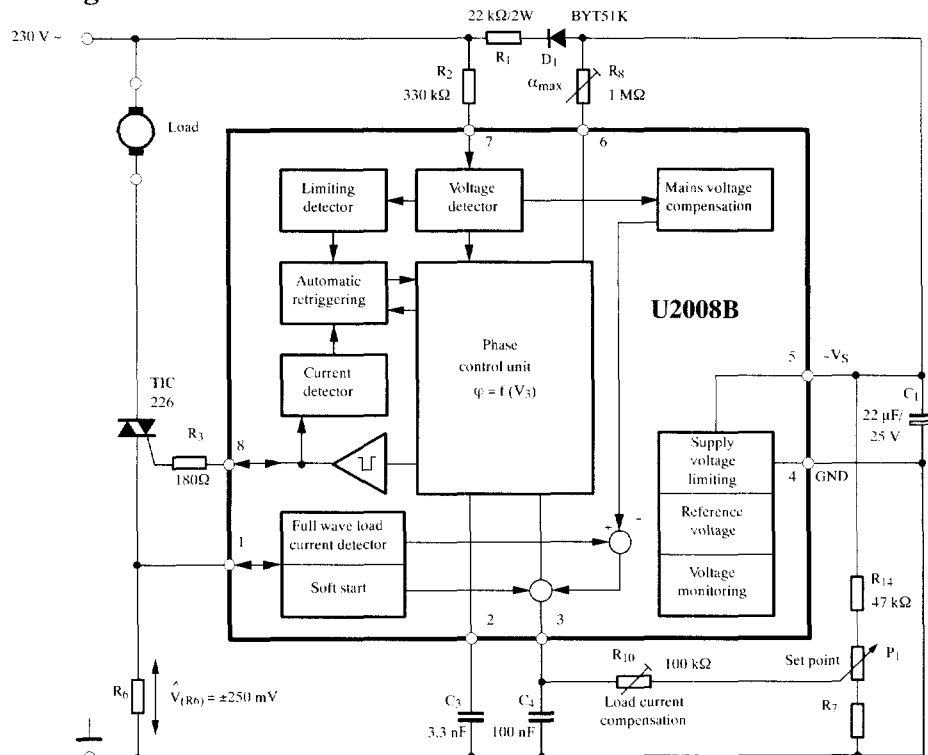 230 V ~
22 kΩ/2W
BYT51K
R1
D1
R2
330 kΩ
αmax
R8
1 MΩ
Load
7
6
Limiting
detector
Voltage
detector
Mains voltage
compensation
Automatic
retriggering
U2008B
Phase
control unit
φ = f (V3)
Current
detector
5
-VS
C1
22 µF/
25 V
TIC
226
R3
180Ω
8
Supply
voltage
limiting
4
GND
Reference
voltage
Voltage
monitoring
1
Full wave load
current detector
Soft start
+
-
R14
47 kΩ
2
3
R10
100 kΩ
Set point
P1
Load current
compensation
R6
V̂(R6) = ±250 mV
C3
3.3 nF
C4
100 nF
R7